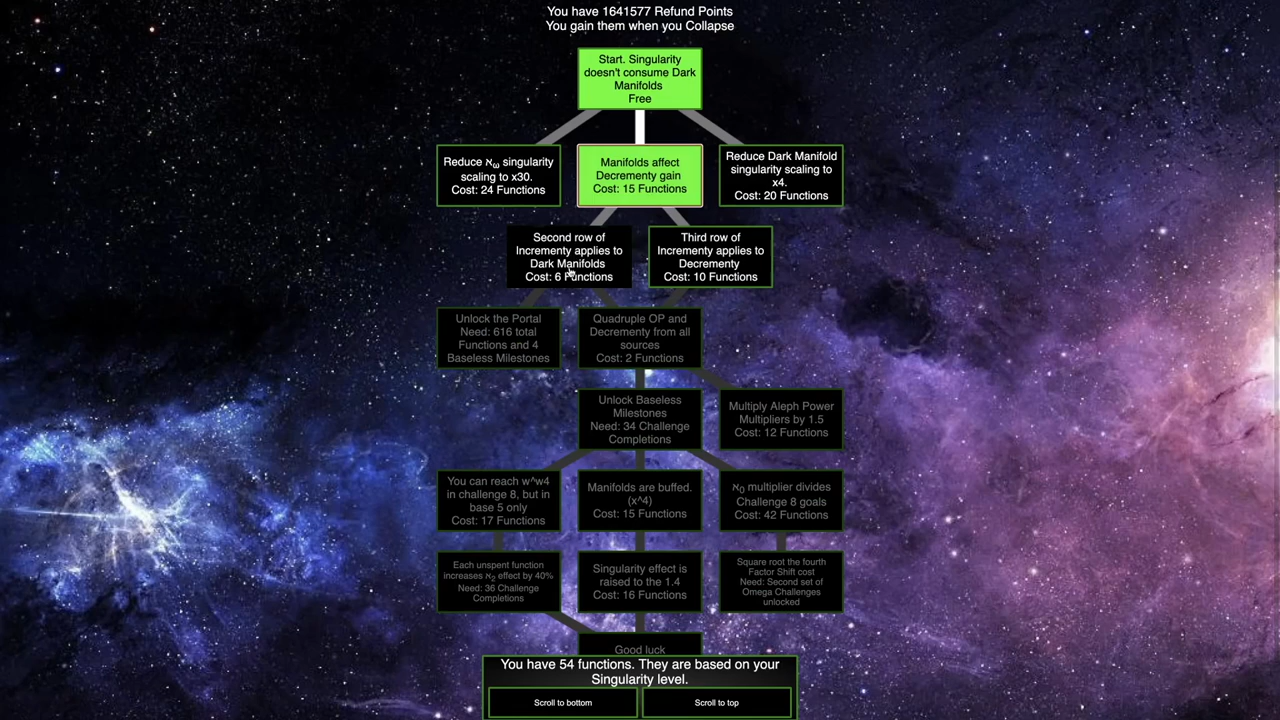 You have 1641577 Refund Points
You gain them when you Collapse
Start. Singularity
doesn't consume Dark
Manifolds
Free
Reduce ℵω singularity
scaling to x30.
Cost: 24 Functions
Manifolds affect
Decrementy gain
Cost: 15 Functions
Reduce Dark Manifold
singularity scaling to
x4.
Cost: 20 Functions
Second row of
Incrementy applies to
Dark Manifolds
Cost: 6 Functions
Third row of
Incrementy applies to
Decrementy
Cost: 10 Functions
Unlock the Portal
Need: 616 total
Functions and 4
Baseless Milestones
Quadruple OP and
Decrementy from all
sources
Cost: 2 Functions
Unlock Baseless
Milestones
Need: 34 Challenge
Completions
Multiply Aleph Power
Multipliers by 1.5
Cost: 12 Functions
You can reach w^w4
in challenge 8, but in
base 5 only
Cost: 17 Functions
Manifolds are buffed.
(x^4)
Cost: 15 Functions
ℵ0 multiplier divides
Challenge 8 goals
Cost: 42 Functions
Each unspent function
increases ℵ2 effect by 40%
Need: 36 Challenge
Completions
Singularity effect is
raised to the 1.4
Cost: 16 Functions
Square root the fourth
Factor Shift cost
Need: Second set of
Omega Challenges
unlocked
Good luck
You have 54 functions. They are based on your
Singularity level.
Scroll to bottom
Scroll to top